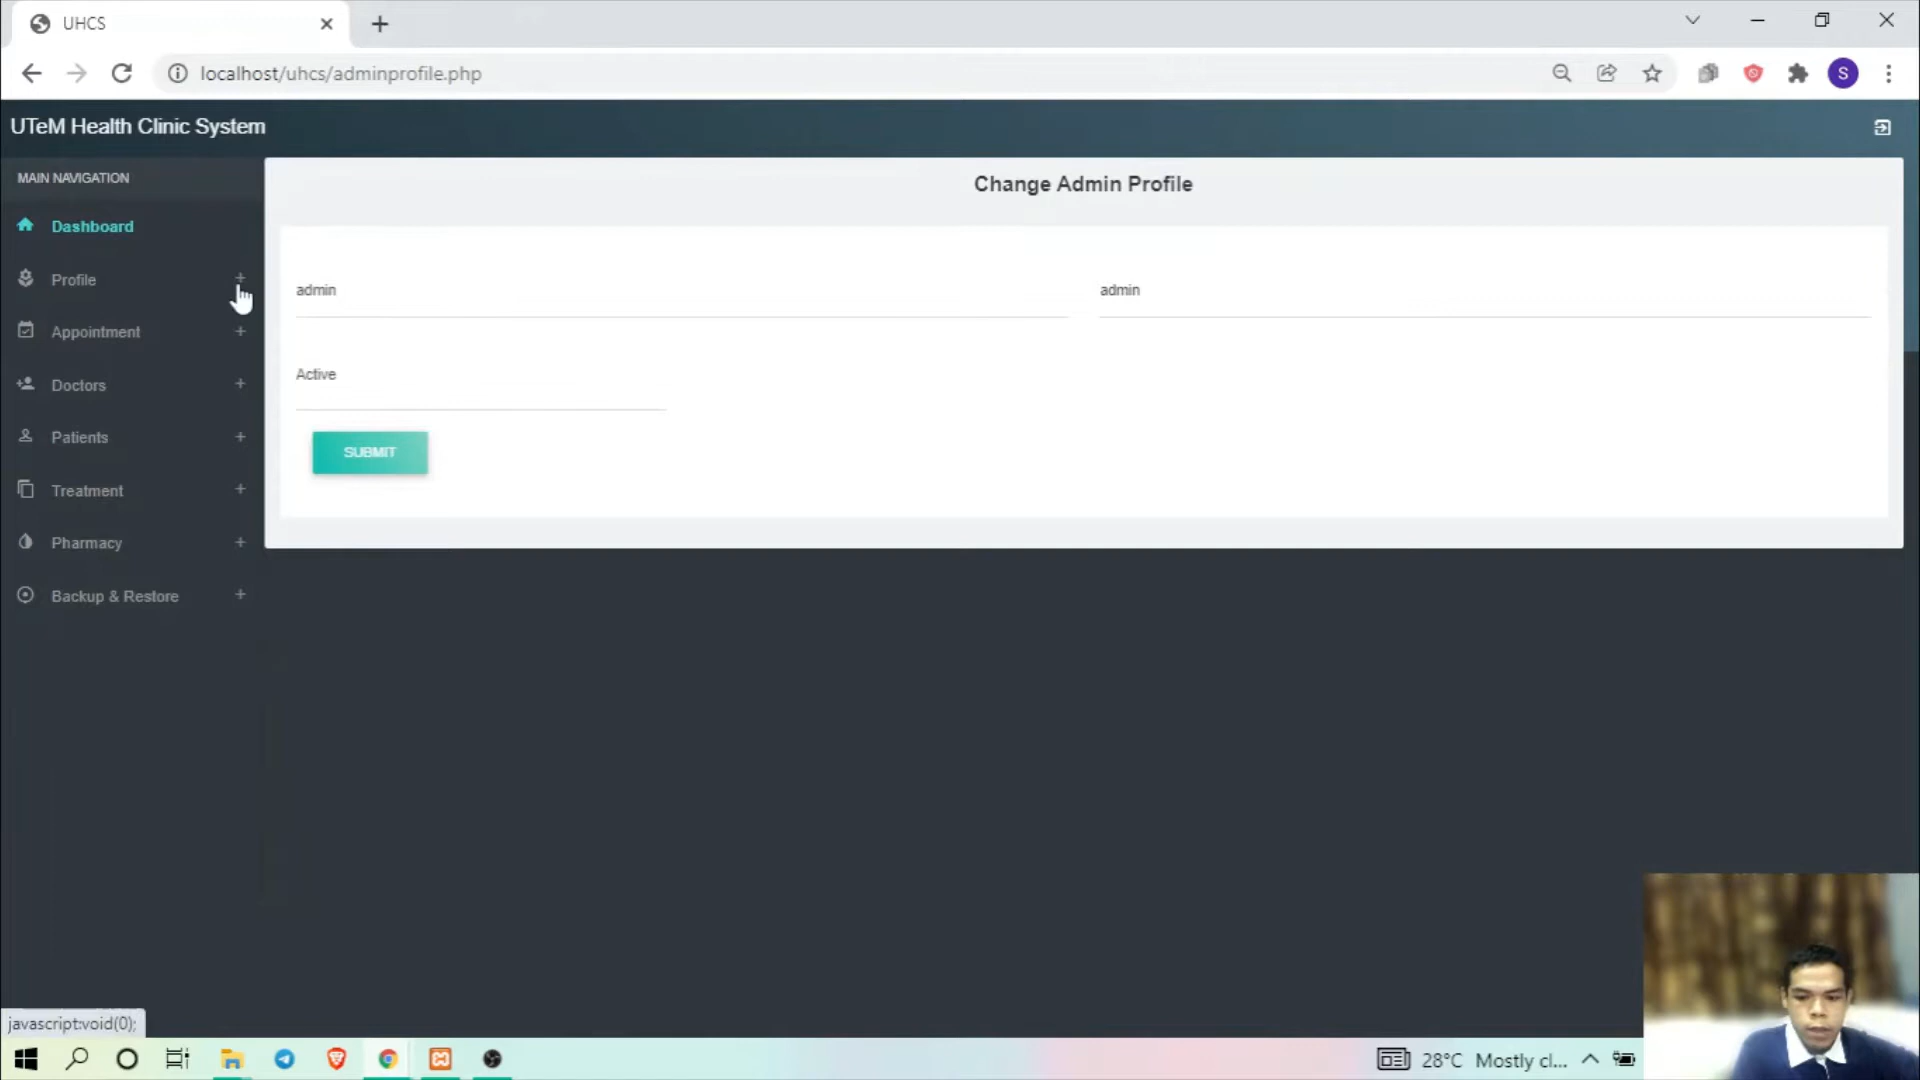 UHCS
localhost/uhcs/adminprofile.php
S
UTeM Health Clinic System
MAIN NAVIGATION
Change Admin Profile
Dashboard
Profile
admin
admin
Appointment
Active
Doctors
Patients
SUBMIT
Treatment
Pharmacy
Backup & Restore
javascript:void(0);
28°C Mostly cl...